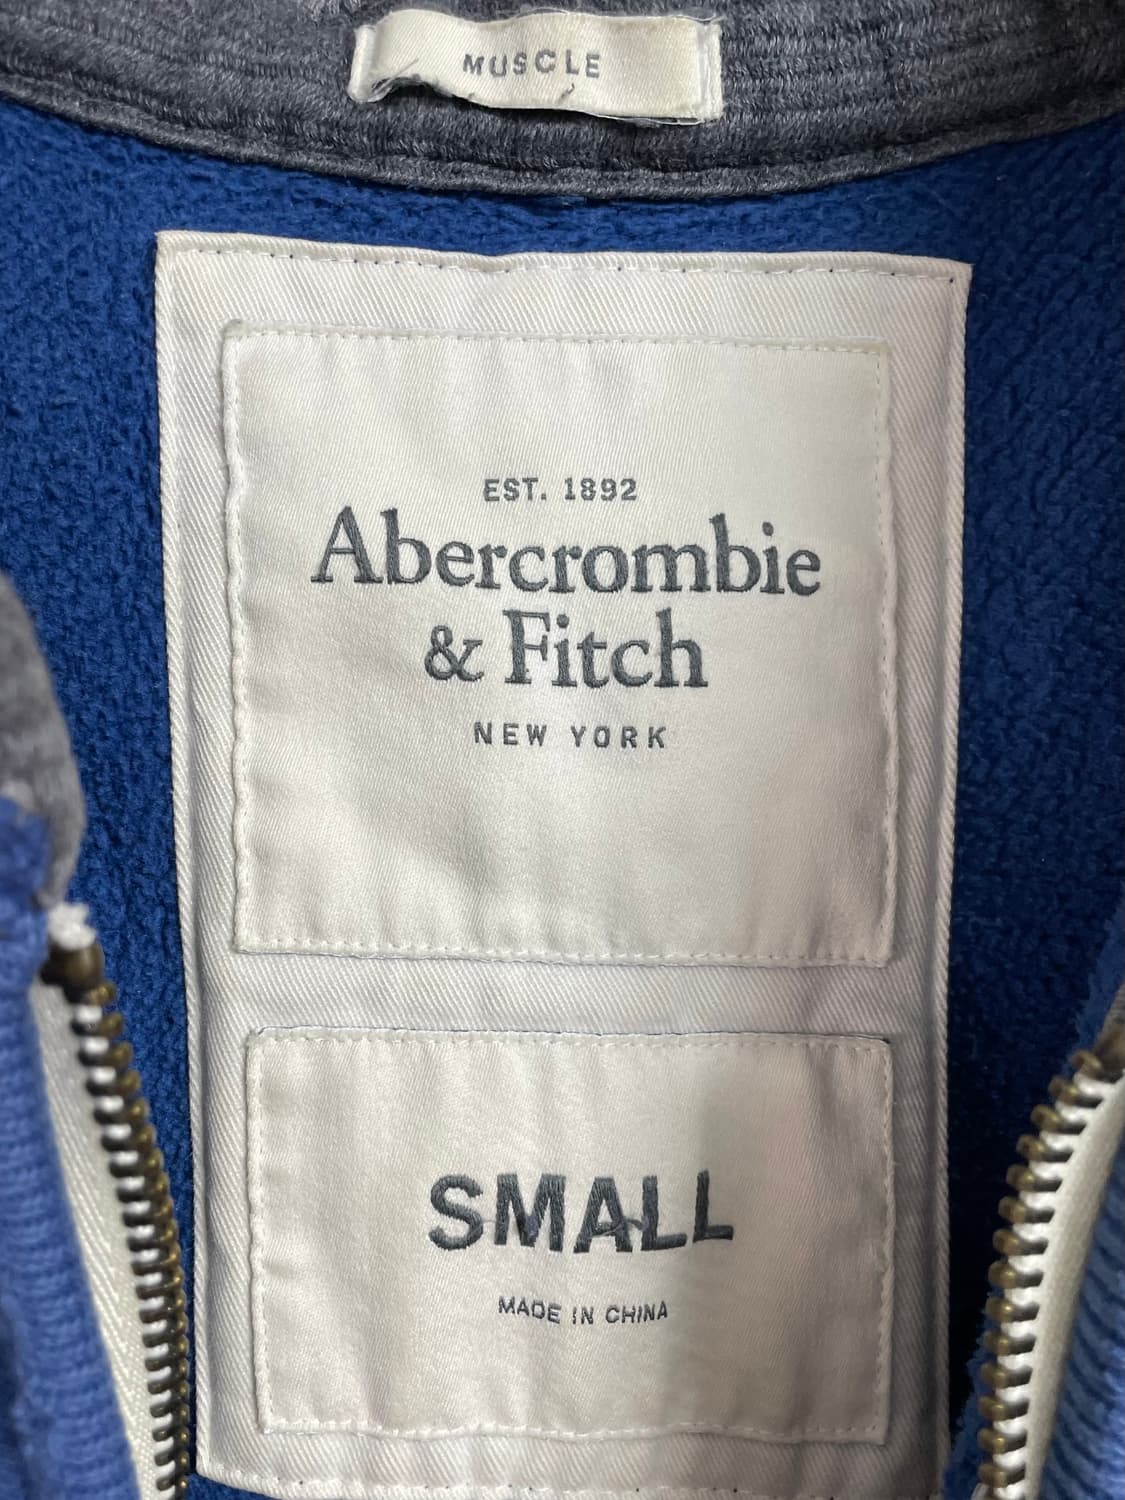 MUSCLE
EST. 1892
Abercrombie
& Fitch
NEW YORK
SMALL
MADE IN CHINA